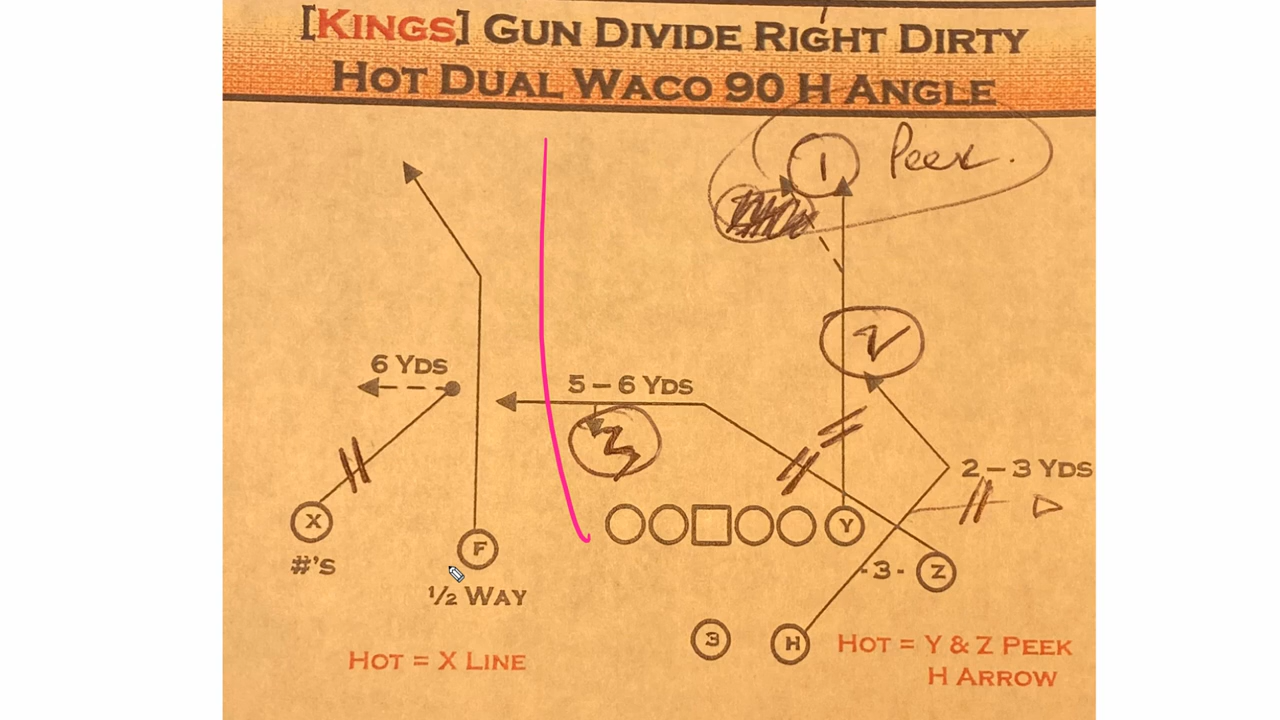 [KINGS] GUN DIVIDE RIGHT DIRTY
HOT DUAL WACO 90 H ANGLE
1 Peek.
2
6 YDS
5 – 6 YDS
3
2 – 3 YDS
X
F
Y
#'S
-3- Z
½ WAY
3
H
HOT = X LINE
HOT = Y & Z PEEK
H ARROW